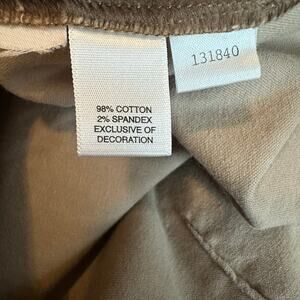 131840
98% COTTON
2% SPANDEX
EXCLUSIVE OF
DECORATION